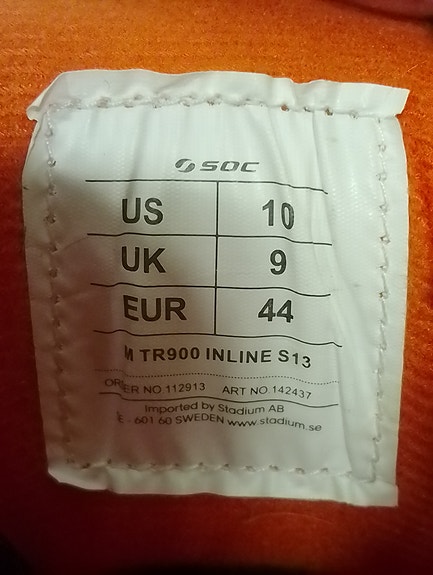 SOC
US 10
UK 9
EUR 44
M TR900 INLINE S13
ORDER NO.112913 ART NO.142437
Imported by Stadium AB
- 601 60 SWEDEN www.stadium.se